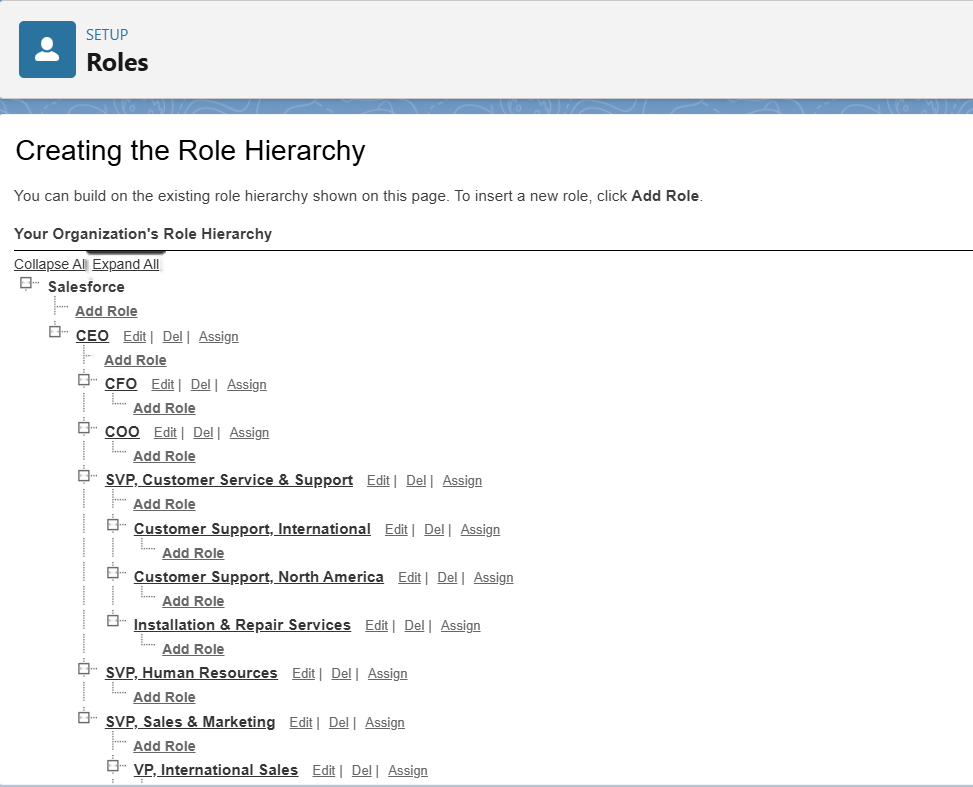 SETUP
Roles
Creating the Role Hierarchy
You can build on the existing role hierarchy shown on this page. To insert a new role, click Add Role.
Your Organization's Role Hierarchy
Collapse All Expand All
Salesforce
Add Role
CEO Edit | Del | Assign
Add Role
CFO Edit | Del | Assign
Add Role
COO Edit | Del | Assign
Add Role
SVP, Customer Service & Support Edit | Del | Assign
Add Role
Customer Support, International Edit | Del | Assign
Add Role
Customer Support, North America Edit | Del | Assign
Add Role
Installation & Repair Services Edit | Del | Assign
Add Role
SVP, Human Resources Edit | Del | Assign
Add Role
SVP, Sales & Marketing Edit | Del | Assign
Add Role
VP, International Sales Edit | Del | Assign